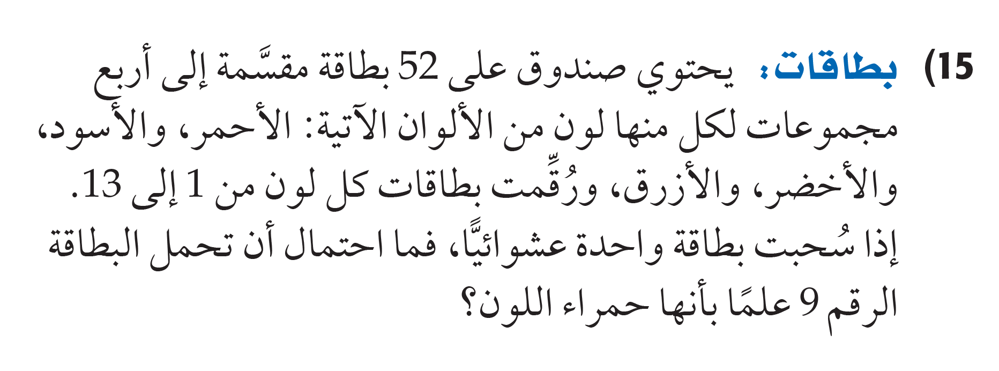 15) بطاقات: يحتوي صندوق على 52 بطاقة مقسَّمة إلى أربع
مجموعات لكل منها لون من الألوان الآتية: الأحمر، والأسود،
والأخضر، والأزرق، ورُقِّمت بطاقات كل لون من 1 إلى 13.
إذا سُحبت بطاقة واحدة عشوائيًّا، فما احتمال أن تحمل البطاقة
الرقم 9 علمًا بأنها حمراء اللون؟